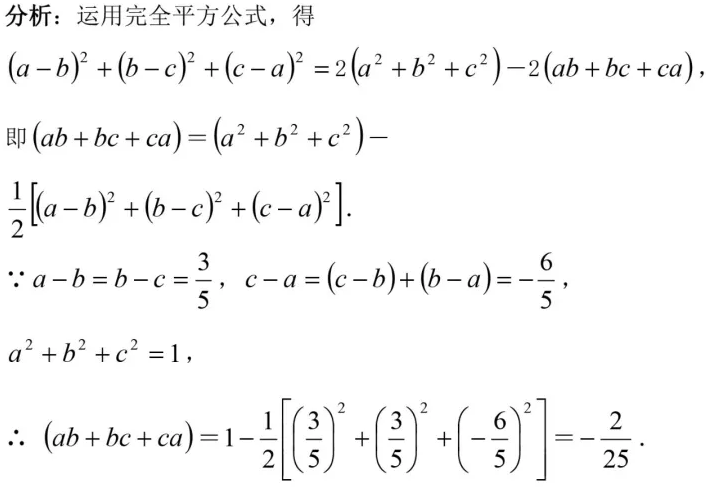 分析：运用完全平方公式，得
(a－b)²＋(b－c)²＋(c－a)²＝2(a²＋b²＋c²)－2(ab＋bc＋ca)，
即(ab＋bc＋ca)＝(a²＋b²＋c²)－
1/2[(a－b)²＋(b－c)²＋(c－a)²]．
∵ a－b＝b－c＝3/5，c－a＝(c－b)＋(b－a)＝－6/5，
a²＋b²＋c²＝1，
∴ (ab＋bc＋ca)＝1－1/2[(3/5)²＋(3/5)²＋(－6/5)²]＝－2/25．